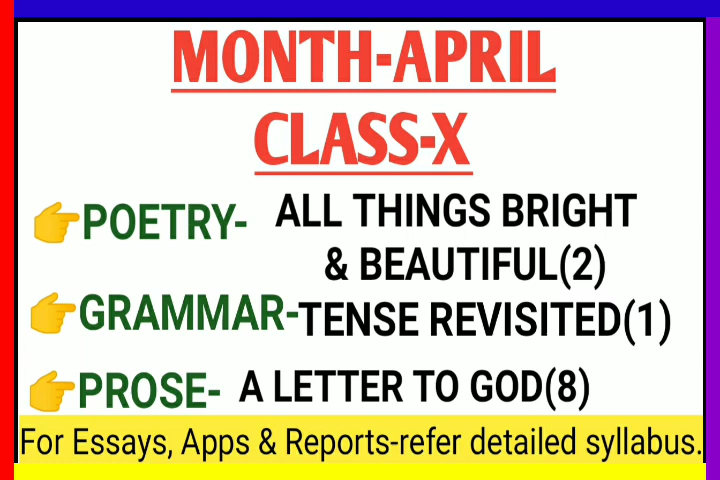 MONTH-APRIL
CLASS-X
POETRY- ALL THINGS BRIGHT
& BEAUTIFUL(2)
GRAMMAR-TENSE REVISITED(1)
PROSE- A LETTER TO GOD(8)
For Essays, Apps & Reports-refer detailed syllabus.